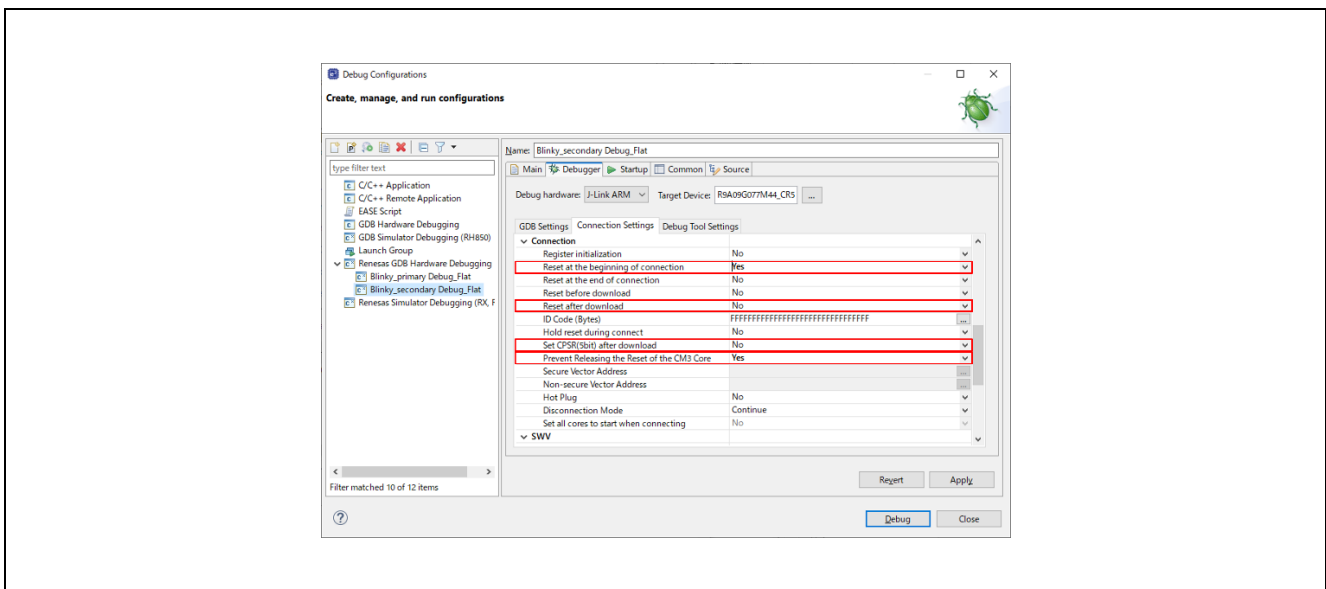 Debug Configurations
Create, manage, and run configurations
Name: Blinky_secondary Debug_Flat
type filter text
C/C++ Application
C/C++ Remote Application
EASE Script
GDB Hardware Debugging
GDB Simulator Debugging (RH850)
Launch Group
Renesas GDB Hardware Debugging
Blinky_primary Debug_Flat
Blinky_secondary Debug_Flat
Renesas Simulator Debugging (RX, F
Filter matched 10 of 12 items
Main Debugger Startup Common Source
Debug hardware: J-Link ARM Target Device: R9A09G077M44_CR5 ...
GDB Settings Connection Settings Debug Tool Settings
Connection
Register initialization No
Reset at the beginning of connection Yes
Reset at the end of connection No
Reset before download No
Reset after download No
ID Code (Bytes) FFFFFFFFFFFFFFFFFFFFFFFFFFFFFFFF ...
Hold reset during connect No
Set CPSR(5bit) after download No
Prevent Releasing the Reset of the CM3 Core Yes
Secure Vector Address ...
Non-secure Vector Address ...
Hot Plug No
Disconnection Mode Continue
Set all cores to start when connecting No
SWV
Revert Apply
Debug Close